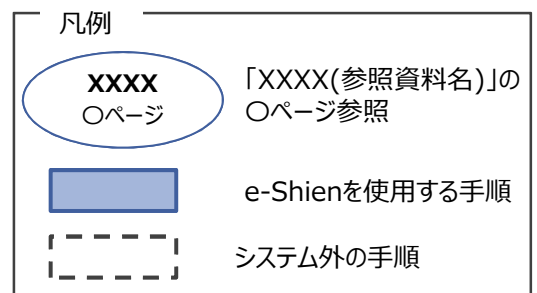 凡例
XXXX
〇ページ
「XXXX(参照資料名)」の
〇ページ参照
e-Shienを使用する手順
システム外の手順